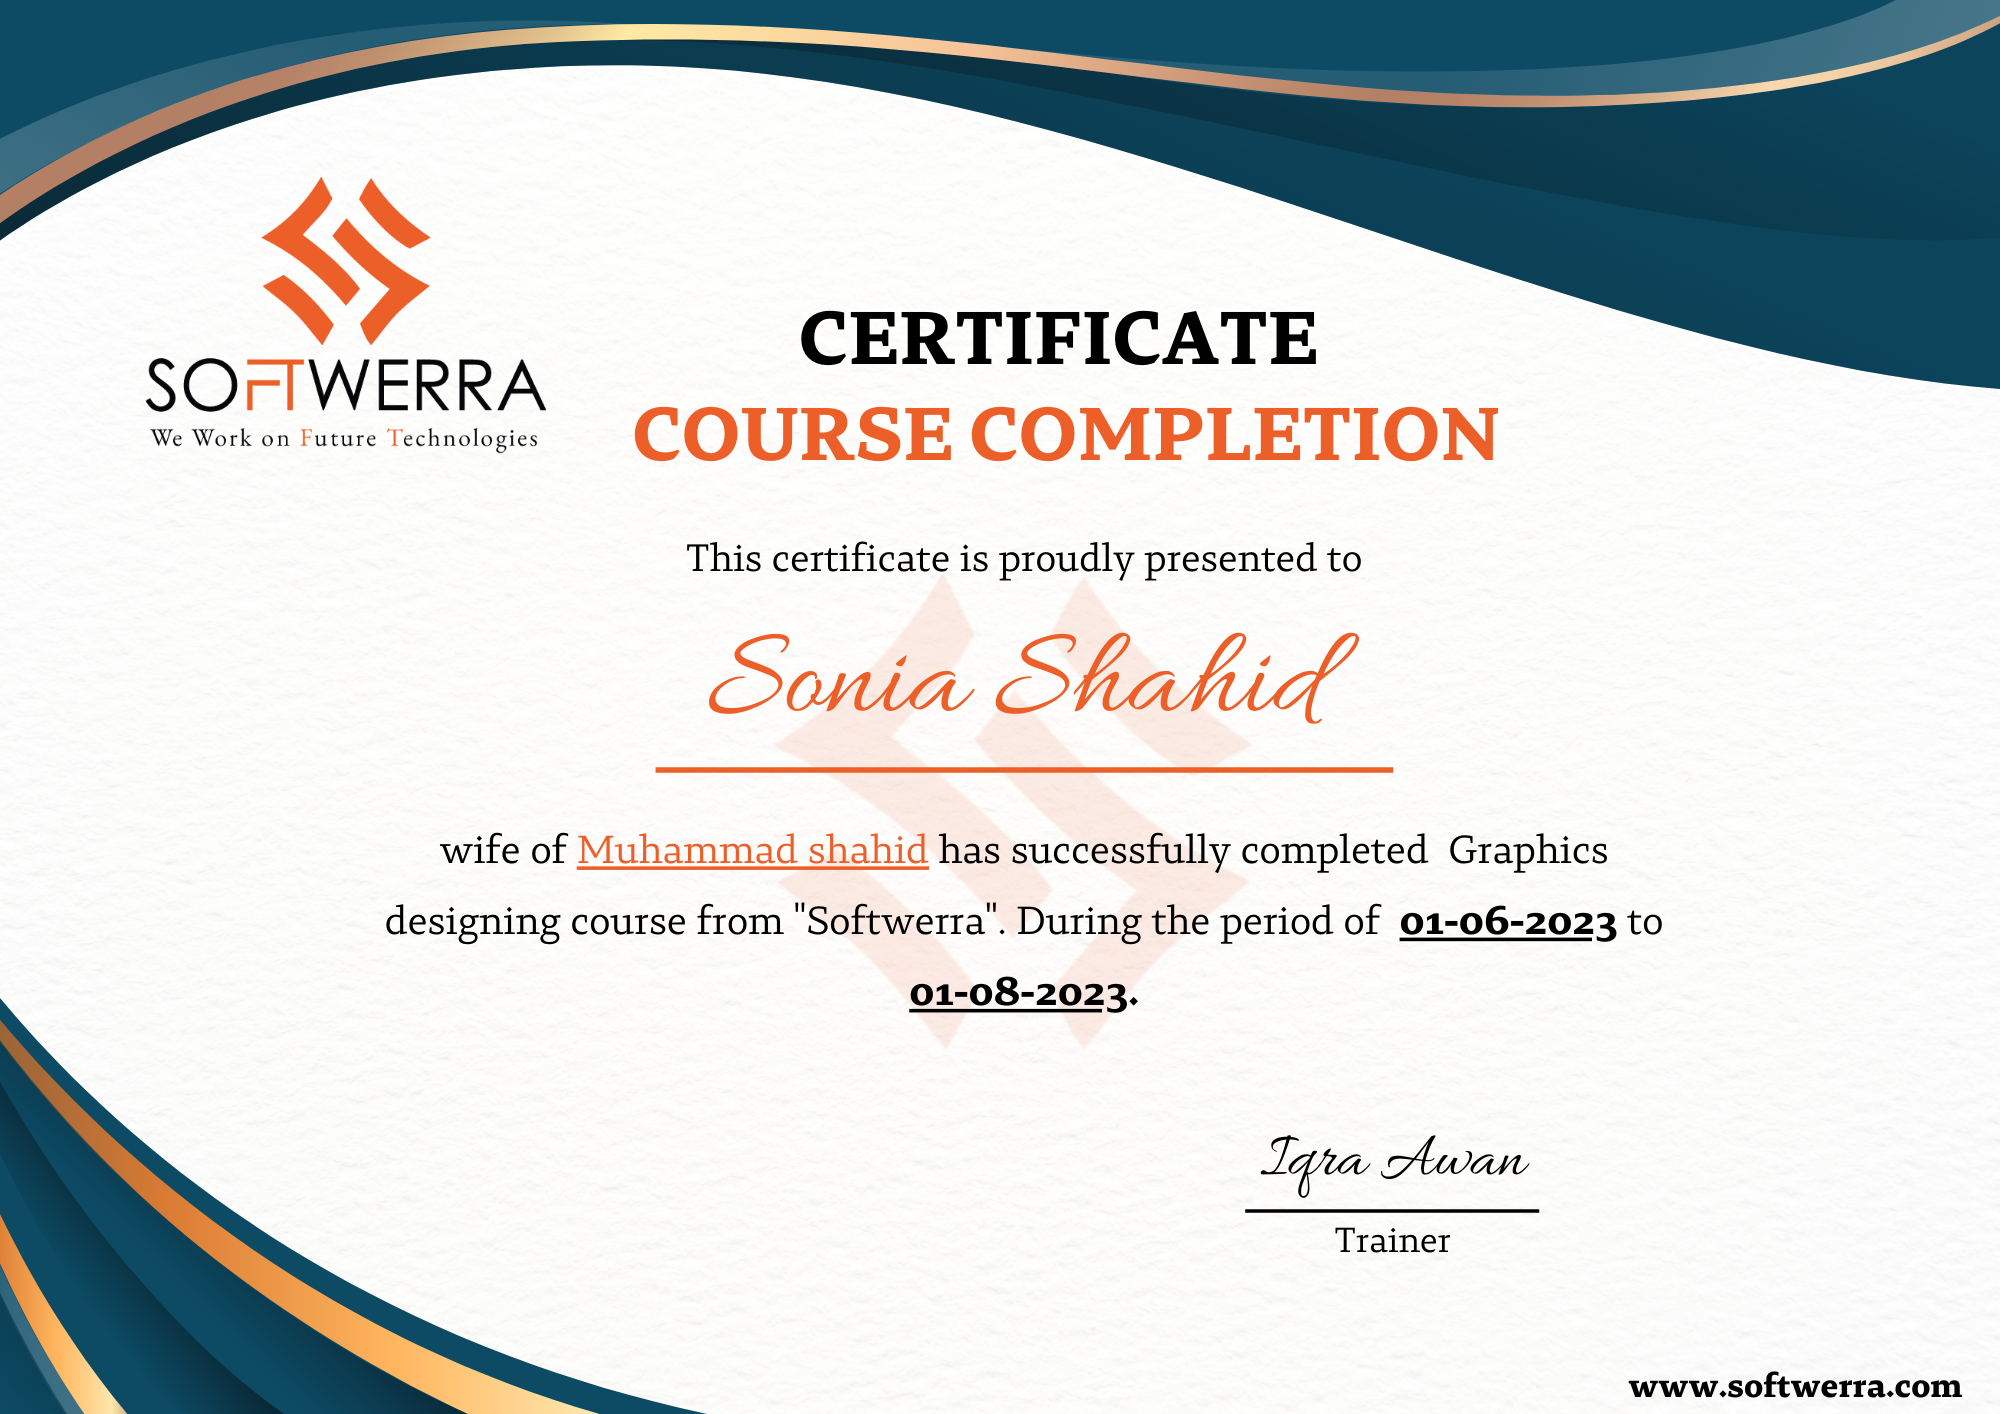 SOFTWERRA
We Work on Future Technologies
CERTIFICATE
COURSE COMPLETION
This certificate is proudly presented to
Sonia Shahid
wife of Muhammad shahid has successfully completed  Graphics
designing course from "Softwerra". During the period of  01-06-2023 to
01-08-2023.
Iqra Awan
Trainer
www.softwerra.com